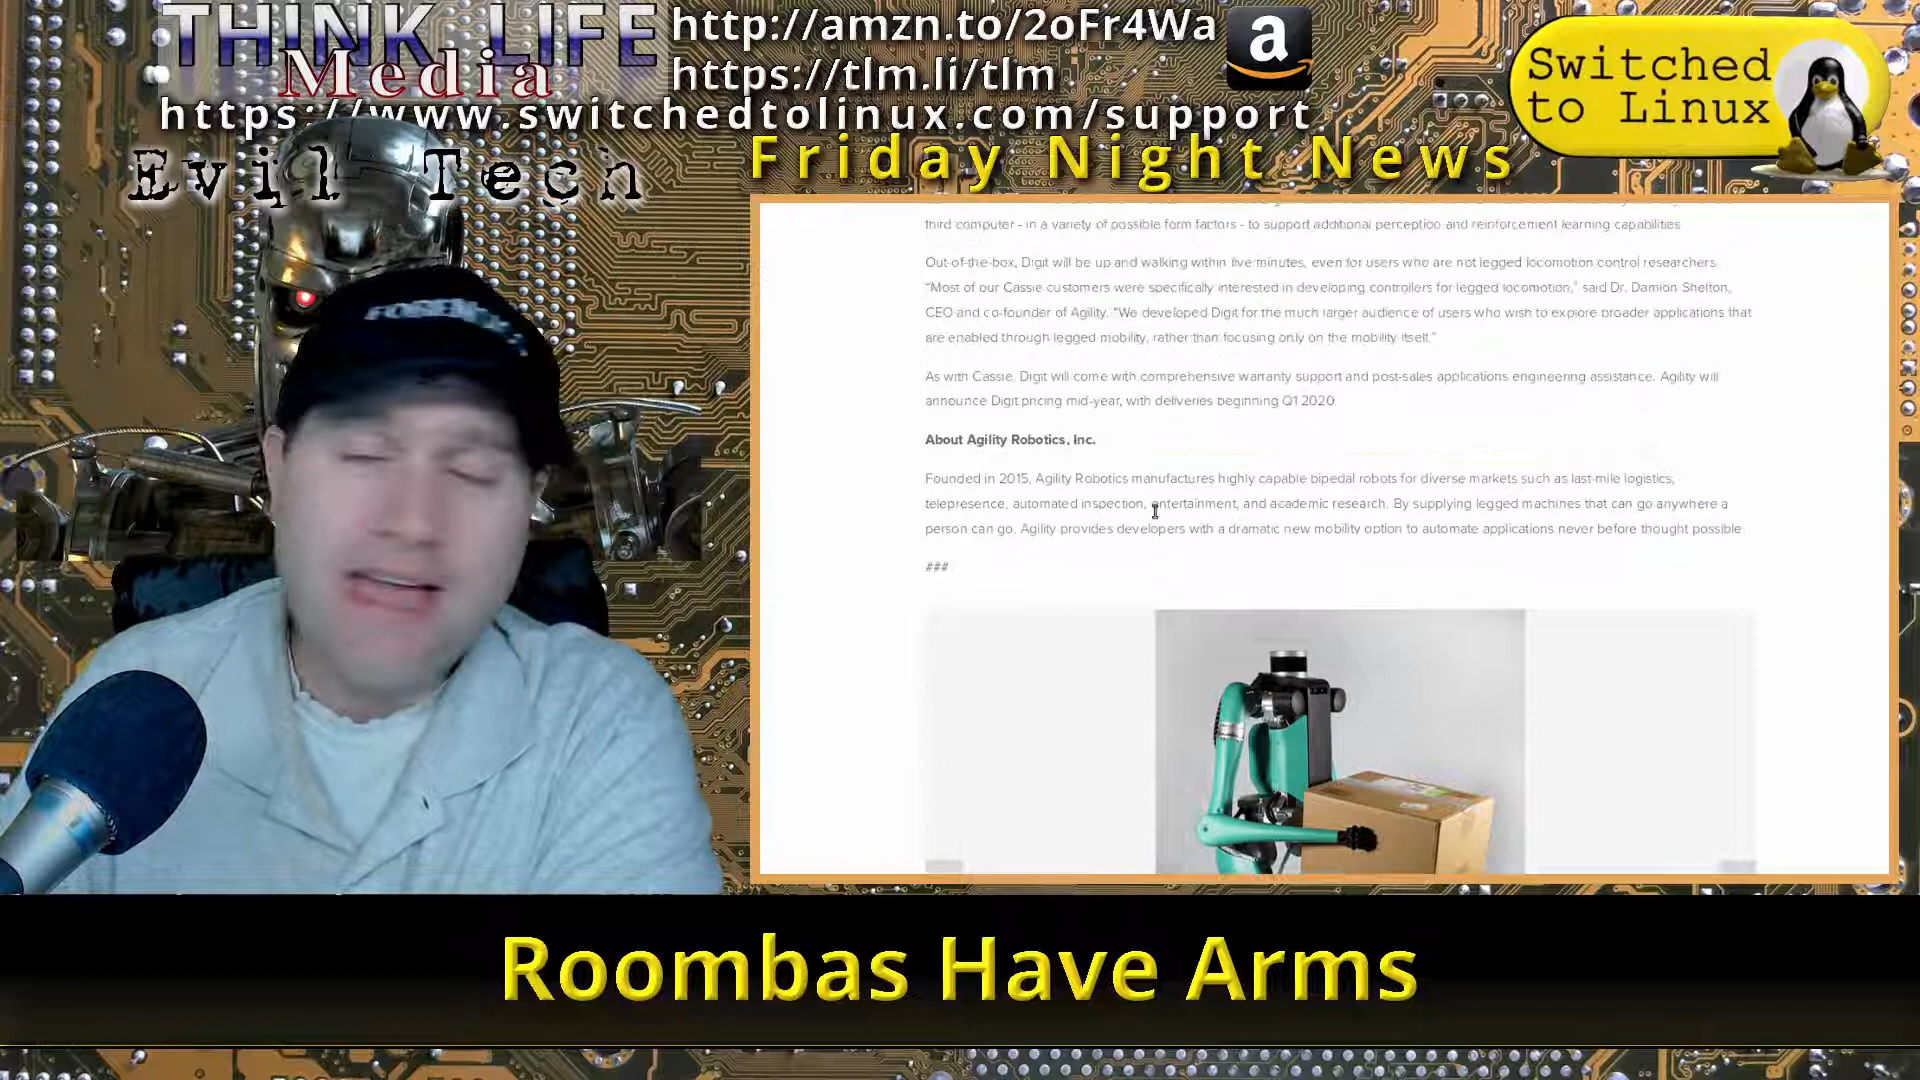 THINK LIFE
Media
http://amzn.to/2oFr4Wa
https://tlm.li/tlm
https://www.switchedtolinux.com/support
a
Switched
to Linux
Evil Tech
Friday Night News
third computer - in a variety of possible form factors - to support additional perception and reinforcement learning capabilities
Out-of-the-box, Digit will be up and walking within five minutes, even for users who are not legged locomotion control researchers.
“Most of our Cassie customers were specifically interested in developing controllers for legged locomotion,” said Dr. Damion Shelton,
CEO and co-founder of Agility. “We developed Digit for the much larger audience of users who wish to explore broader applications that
are enabled through legged mobility, rather than focusing only on the mobility itself.”
As with Cassie, Digit will come with comprehensive warranty support and post-sales applications engineering assistance. Agility will
announce Digit pricing mid-year, with deliveries beginning Q1 2020.
About Agility Robotics, Inc.
Founded in 2015, Agility Robotics manufactures highly capable bipedal robots for diverse markets such as last-mile logistics,
telepresence, automated inspection, entertainment, and academic research. By supplying legged machines that can go anywhere a
person can go, Agility provides developers with a dramatic new mobility option to automate applications never before thought possible.
###
Roombas Have Arms